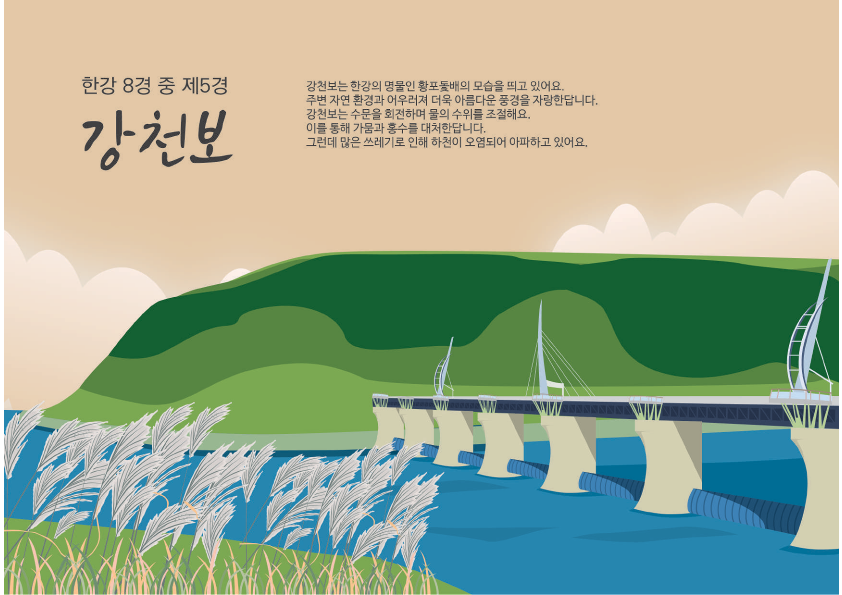 한강 8경 중 제5경
강천보
강천보는 한강의 명물인 황포돛배의 모습을 띄고 있어요.
주변 자연 환경과 어우러져 더욱 아름다운 풍경을 자랑한답니다.
강천보는 수문을 회전하며 물의 수위를 조절해요.
이를 통해 가뭄과 홍수를 대처한답니다.
그런데 많은 쓰레기로 인해 하천이 오염되어 아파하고 있어요.